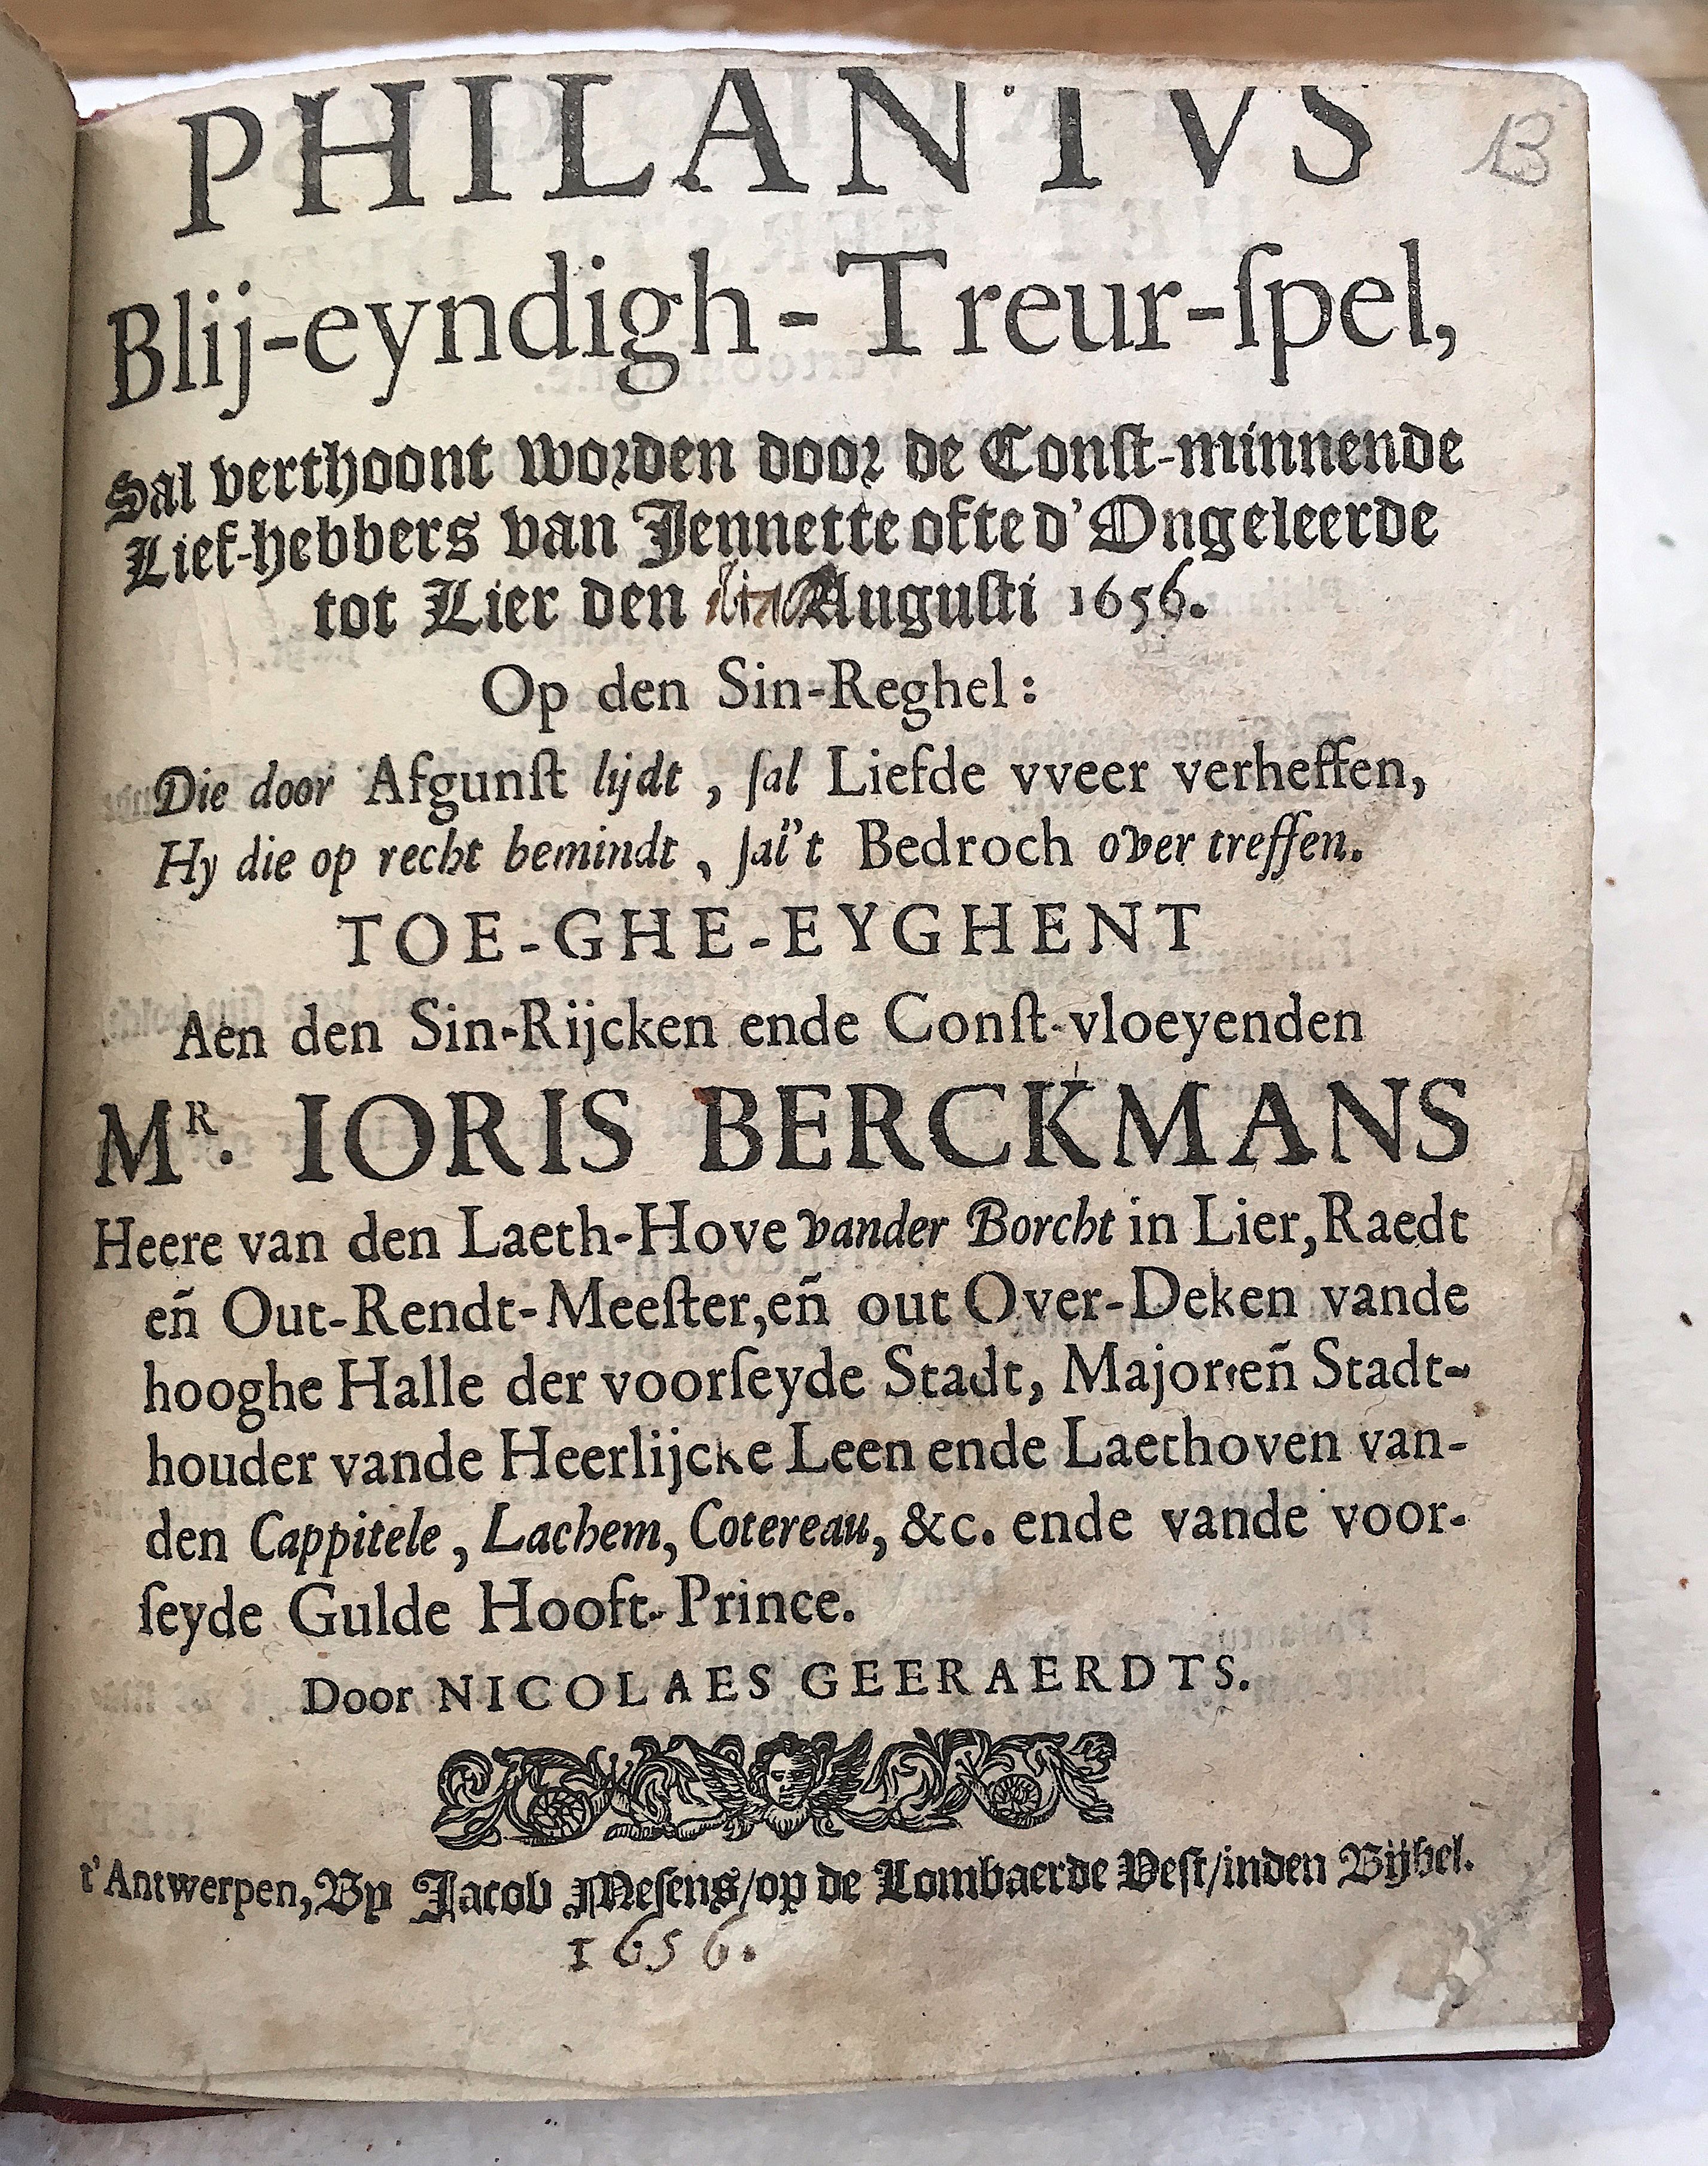 PHILANTVS
13
Blij-eyndigh-Treur-ſpel,
Sal verthoont worden door de Conſt-minnende
Lief-hebbers van Jennette ofte d'Ongeleerde
tot Lier den Auguſti 1656.
Op den Sin-Reghel:
Die door Afgunſt lijdt, ſal Liefde vveer verheffen,
Hy die op recht bemindt, ſal't Bedroch over treffen.
TOE-GHE-EYGHENT
Aen den Sin-Rijcken ende Conſt-vloeyenden
MR. IORIS BERCKMANS
Heere van den Laeth-Hove vander Borcht in Lier, Raedt
eñ Out-Rendt-Meeſter, eñ out Over-Deken vande
hooghe Halle der voorſeyde Stadt, Major, eñ Stadt-
houder vande Heerlijcke Leen ende Laethoven van-
den Cappitele, Lachem, Cotereau, &c. ende vande voor-
ſeyde Gulde Hooft-Prince.
Door NICOLAES GEERAERDTS.
t'Antwerpen, By Jacob Meſens/op de Lombaerde Veſt/inden Bijbel.
1656.